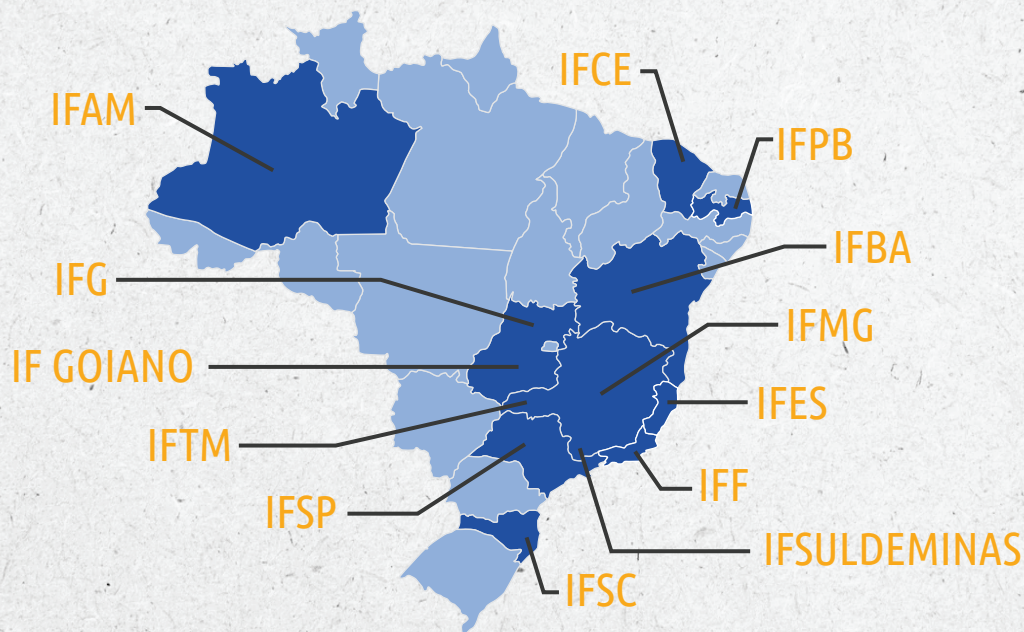 IFCE
IFAM
IFPB
IFBA
IFG
IFMG
IF GOIANO
IFES
IFTM
IFF
IFSP
IFSULDEMINAS
IFSC